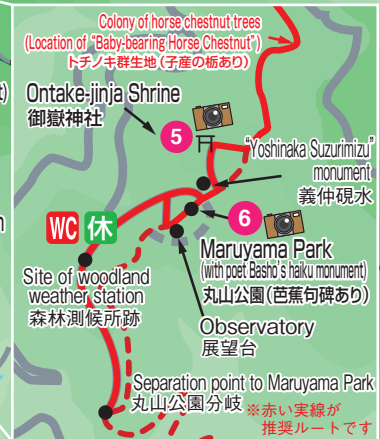 Colony of horse chestnut trees
(Location of "Baby-bearing Horse Chestnut")
トチノキ群生地(子産の栃あり)
t)
Ontake-jinja Shrine
御嶽神社
5
"Yoshinaka Suzurimizu"
monument
義仲硯水
n
WC 休
6
Maruyama Park
(with poet Basho's haiku monument)
丸山公園(芭蕉句碑あり)
Site of woodland
weather station
森林測候所跡
Observatory
展望台
Separation point to Maruyama Park
丸山公園分岐
※赤い実線が
推奨ルートです